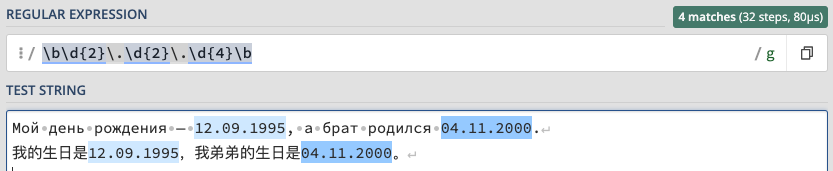 REGULAR EXPRESSION 4 matches (32 steps, 80μs)
/ \b\d{2}\.\d{2}\.\d{4}\b / g
TEST STRING
Мой·день·рождения·—·12.09.1995,·а·брат·родился·04.11.2000.↵
我的生日是12.09.1995，我弟弟的生日是04.11.2000。↵